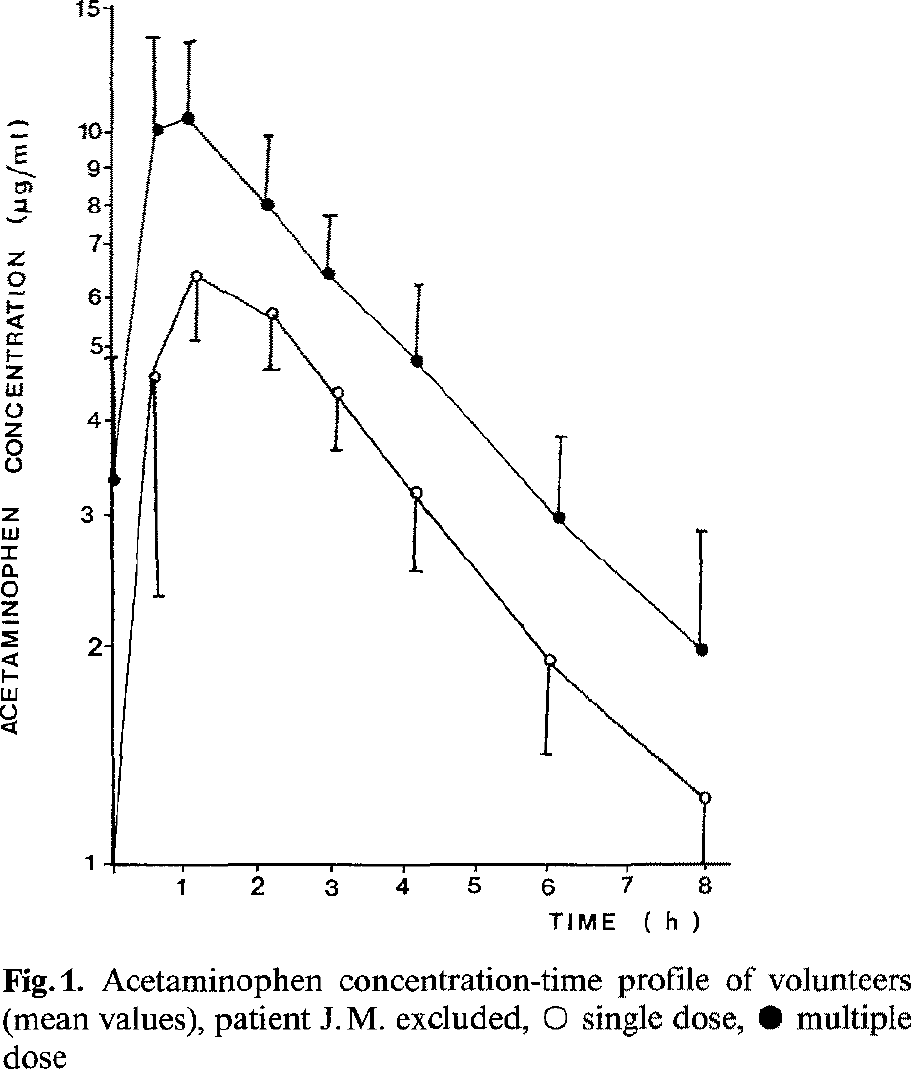 15
10
9
8
7
6
5
4
3
2
1
ACETAMINOPHEN CONCENTRATION (µg/ml)
1 2 3 4 5 6 7 8
TIME (h)
Fig. 1. Acetaminophen concentration-time profile of volunteers
(mean values), patient J. M. excluded, ○ single dose, ● multiple
dose